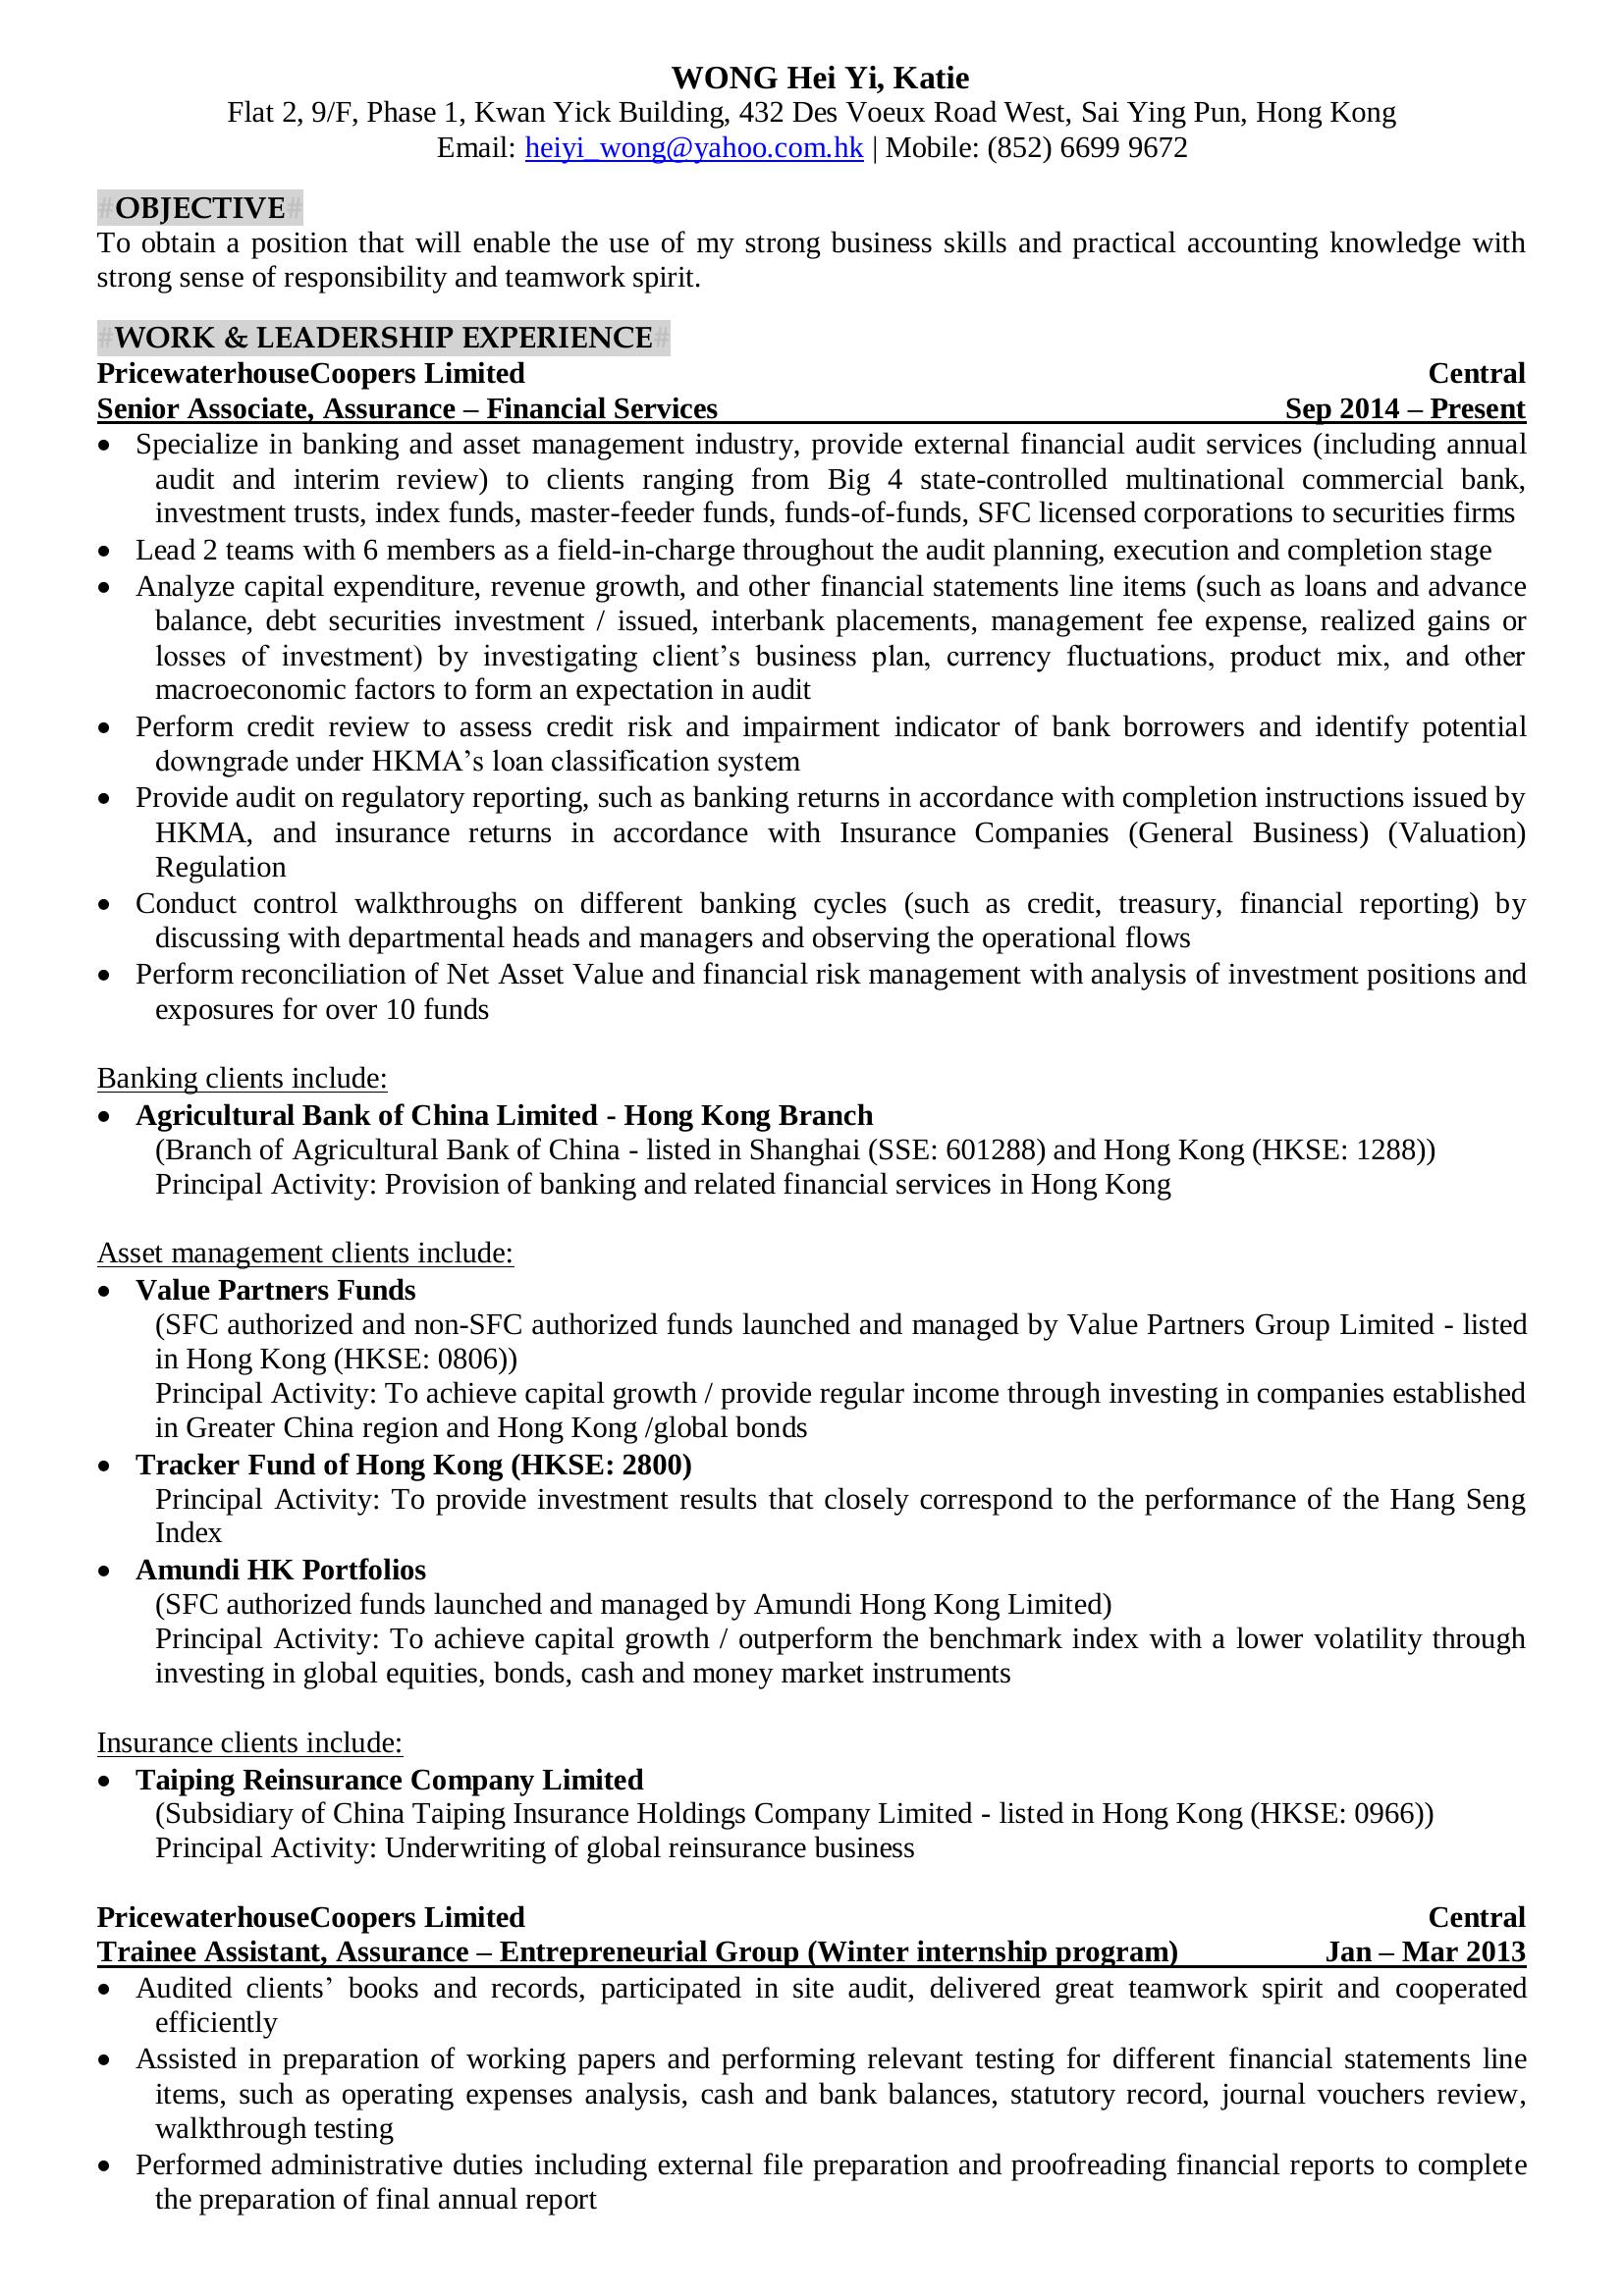 WONG Hei Yi, Katie
Flat 2, 9/F, Phase 1, Kwan Yick Building, 432 Des Voeux Road West, Sai Ying Pun, Hong Kong
Email: heiyi_wong@yahoo.com.hk | Mobile: (852) 6699 9672
#OBJECTIVE#
To obtain a position that will enable the use of my strong business skills and practical accounting knowledge with
strong sense of responsibility and teamwork spirit.
#WORK & LEADERSHIP EXPERIENCE#
PricewaterhouseCoopers Limited Central
Senior Associate, Assurance – Financial Services Sep 2014 – Present
• Specialize in banking and asset management industry, provide external financial audit services (including annual
audit and interim review) to clients ranging from Big 4 state-controlled multinational commercial bank,
investment trusts, index funds, master-feeder funds, funds-of-funds, SFC licensed corporations to securities firms
• Lead 2 teams with 6 members as a field-in-charge throughout the audit planning, execution and completion stage
• Analyze capital expenditure, revenue growth, and other financial statements line items (such as loans and advance
balance, debt securities investment / issued, interbank placements, management fee expense, realized gains or
losses of investment) by investigating client’s business plan, currency fluctuations, product mix, and other
macroeconomic factors to form an expectation in audit
• Perform credit review to assess credit risk and impairment indicator of bank borrowers and identify potential
downgrade under HKMA’s loan classification system
• Provide audit on regulatory reporting, such as banking returns in accordance with completion instructions issued by
HKMA, and insurance returns in accordance with Insurance Companies (General Business) (Valuation)
Regulation
• Conduct control walkthroughs on different banking cycles (such as credit, treasury, financial reporting) by
discussing with departmental heads and managers and observing the operational flows
• Perform reconciliation of Net Asset Value and financial risk management with analysis of investment positions and
exposures for over 10 funds
Banking clients include:
• Agricultural Bank of China Limited - Hong Kong Branch
(Branch of Agricultural Bank of China - listed in Shanghai (SSE: 601288) and Hong Kong (HKSE: 1288))
Principal Activity: Provision of banking and related financial services in Hong Kong
Asset management clients include:
• Value Partners Funds
(SFC authorized and non-SFC authorized funds launched and managed by Value Partners Group Limited - listed
in Hong Kong (HKSE: 0806))
Principal Activity: To achieve capital growth / provide regular income through investing in companies established
in Greater China region and Hong Kong /global bonds
• Tracker Fund of Hong Kong (HKSE: 2800)
Principal Activity: To provide investment results that closely correspond to the performance of the Hang Seng
Index
• Amundi HK Portfolios
(SFC authorized funds launched and managed by Amundi Hong Kong Limited)
Principal Activity: To achieve capital growth / outperform the benchmark index with a lower volatility through
investing in global equities, bonds, cash and money market instruments
Insurance clients include:
• Taiping Reinsurance Company Limited
(Subsidiary of China Taiping Insurance Holdings Company Limited - listed in Hong Kong (HKSE: 0966))
Principal Activity: Underwriting of global reinsurance business
PricewaterhouseCoopers Limited Central
Trainee Assistant, Assurance – Entrepreneurial Group (Winter internship program) Jan – Mar 2013
• Audited clients’ books and records, participated in site audit, delivered great teamwork spirit and cooperated
efficiently
• Assisted in preparation of working papers and performing relevant testing for different financial statements line
items, such as operating expenses analysis, cash and bank balances, statutory record, journal vouchers review,
walkthrough testing
• Performed administrative duties including external file preparation and proofreading financial reports to complete
the preparation of final annual report